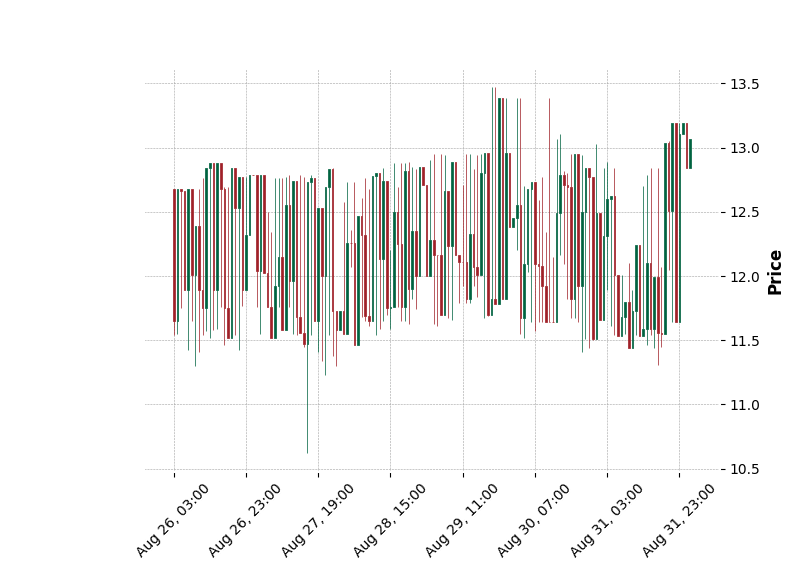 13.5
13.0
12.5
12.0
11.5
11.0
10.5
Price
Aug 26, 03:00
Aug 26, 23:00
Aug 27, 19:00
Aug 28, 15:00
Aug 29, 11:00
Aug 30, 07:00
Aug 31, 03:00
Aug 31, 23:00